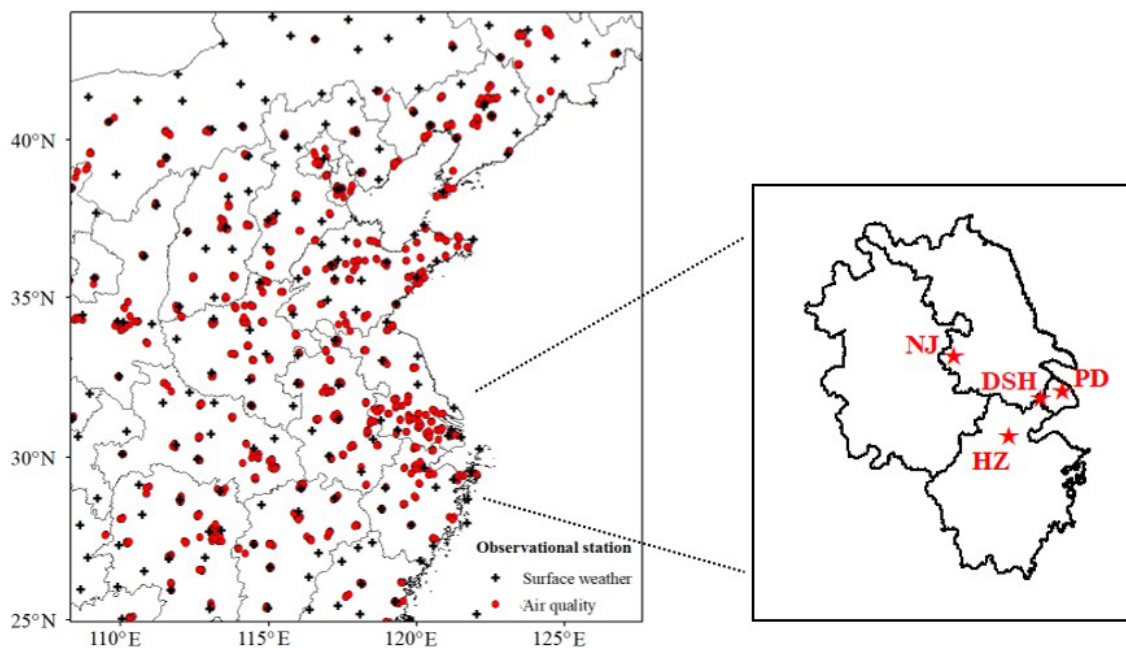 40°N
35°N
30°N
25°N
110°E
115°E
120°E
125°E
Observational station
Surface weather
Air quality
NJ
DSH
PD
HZ